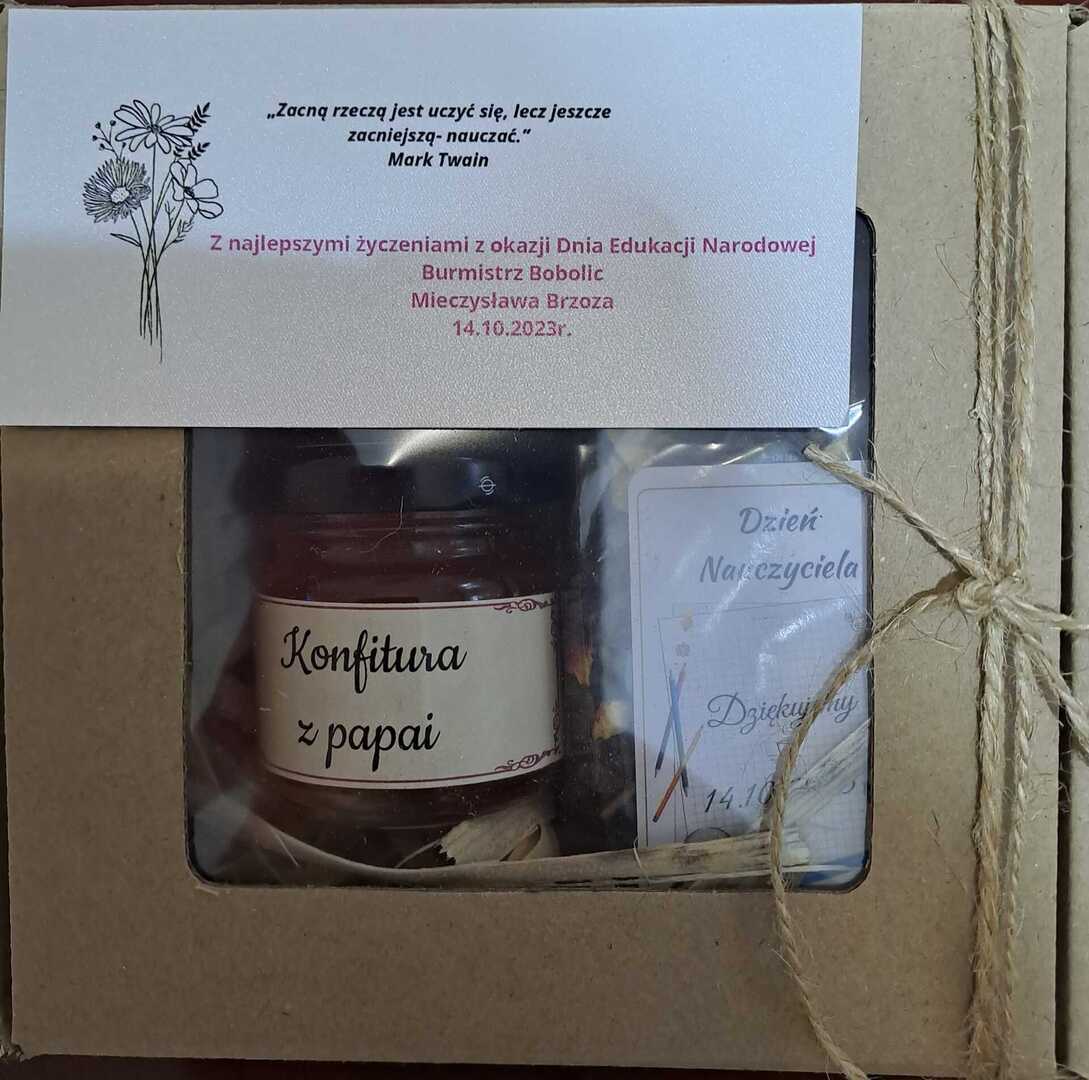 „Zacną rzeczą jest uczyć się, lecz jeszcze
zacniejszą- nauczać.”
Mark Twain
Z najlepszymi życzeniami z okazji Dnia Edukacji Narodowej
Burmistrz Bobolic
Mieczysława Brzoza
14.10.2023r.
Konfitura
z papai
Dzień
Nauczyciela
Dziękujemy